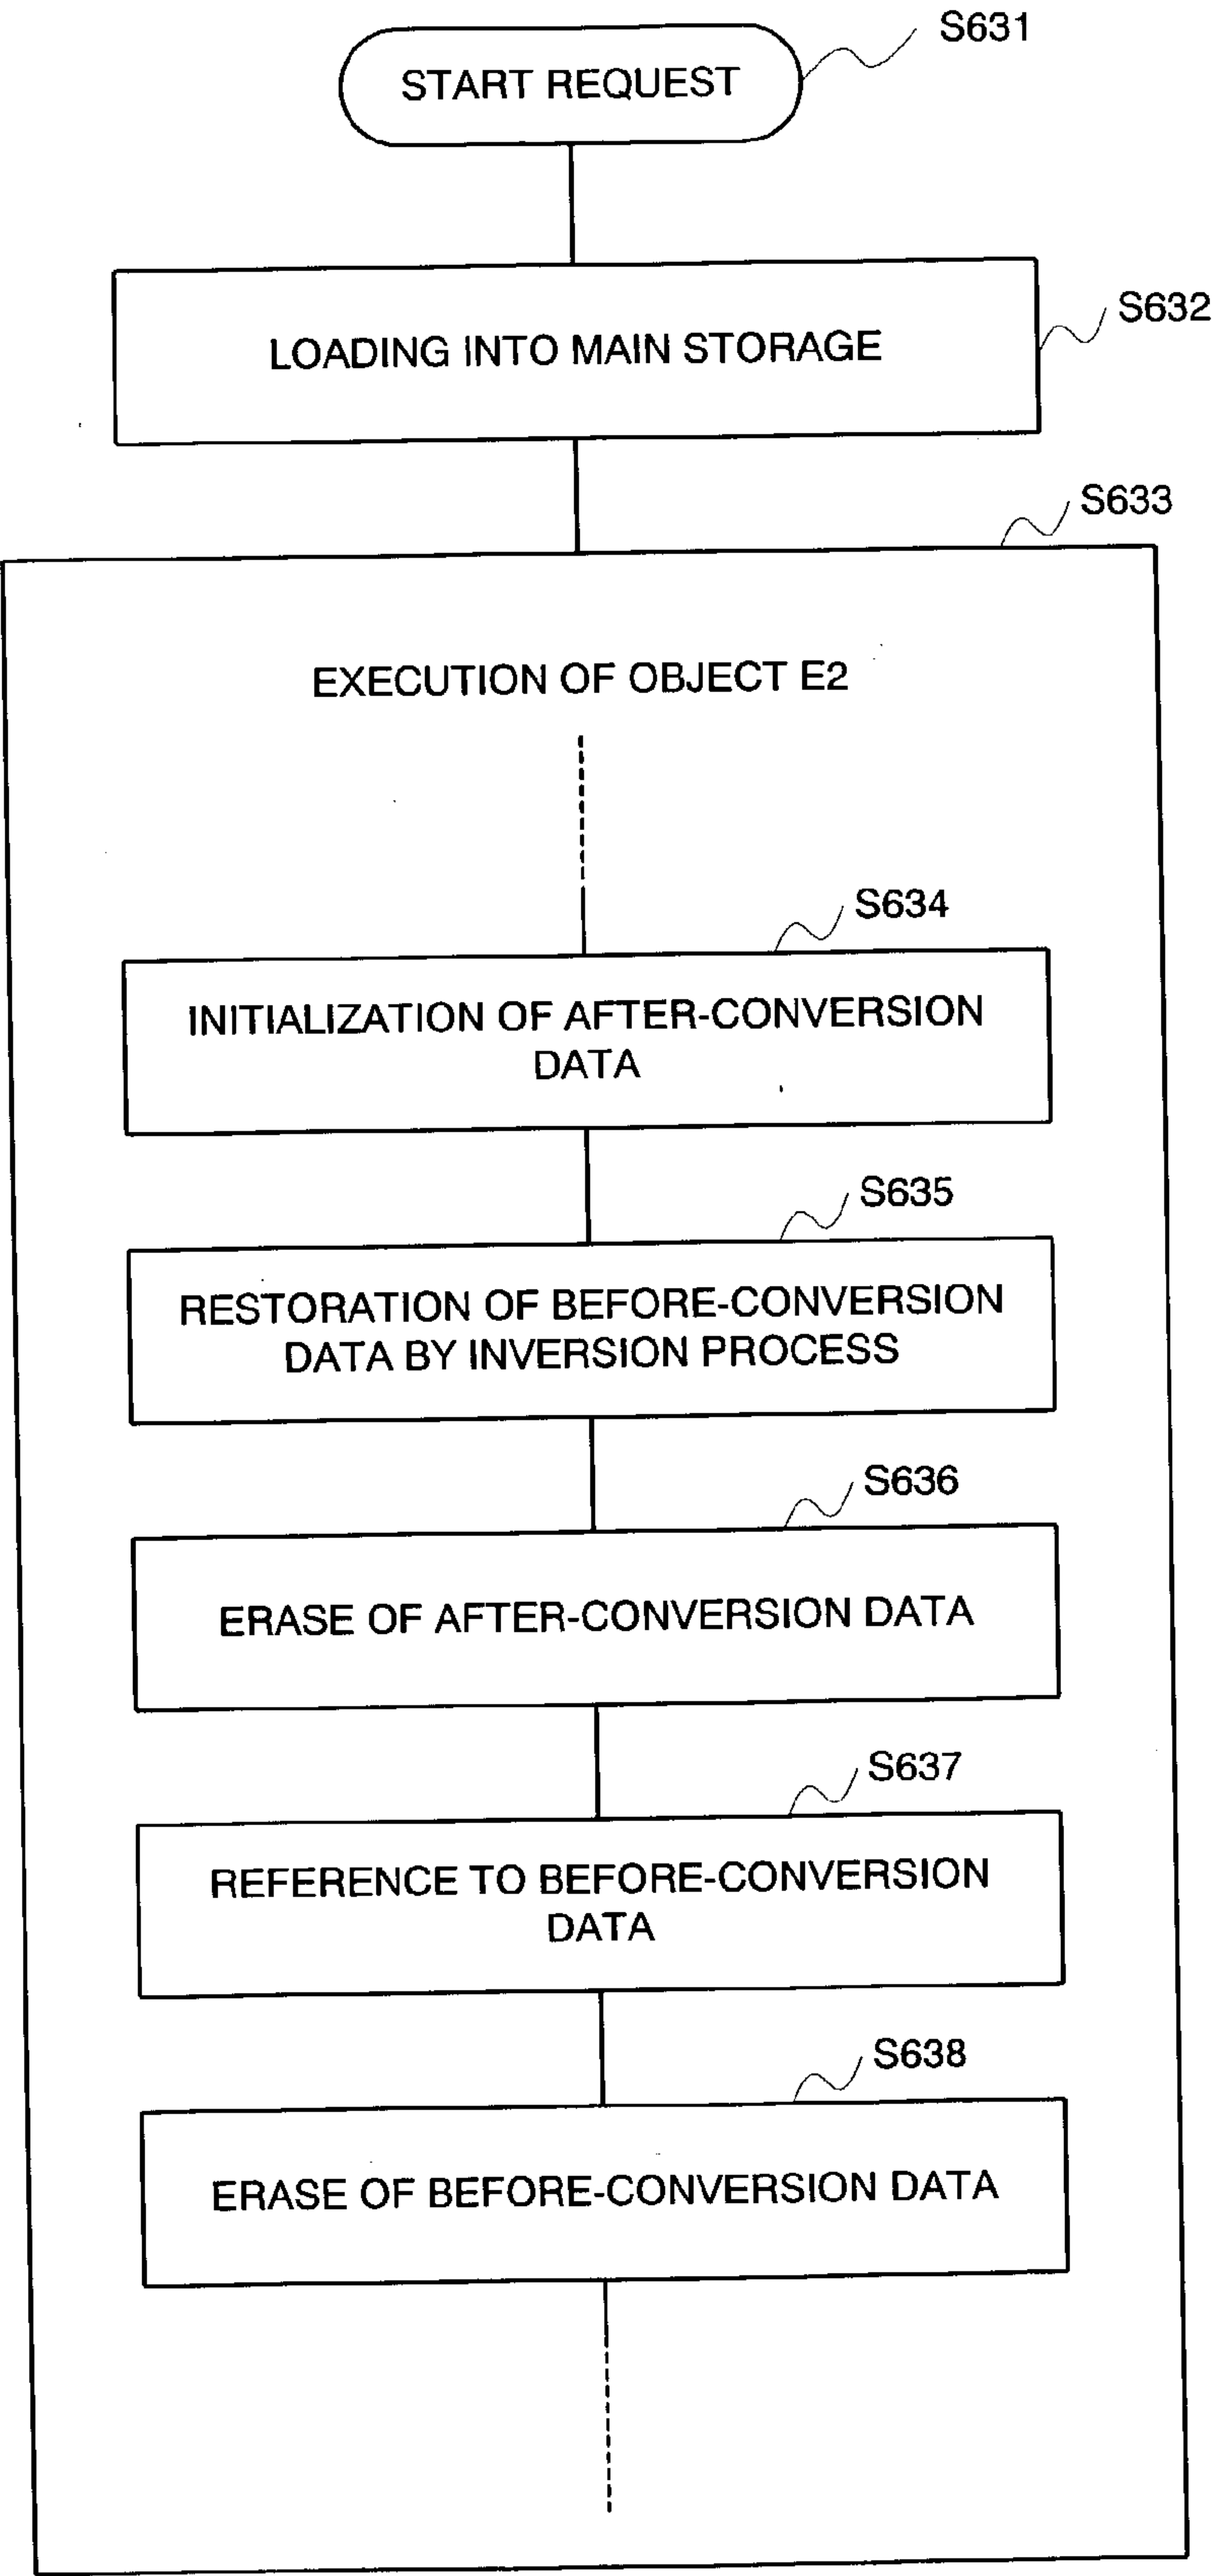 S631
START REQUEST
S632
LOADING INTO MAIN STORAGE
S633
EXECUTION OF OBJECT E2
S634
INITIALIZATION OF AFTER-CONVERSION
DATA
S635
RESTORATION OF BEFORE-CONVERSION
DATA BY INVERSION PROCESS
S636
ERASE OF AFTER-CONVERSION DATA
S637
REFERENCE TO BEFORE-CONVERSION
DATA
S638
ERASE OF BEFORE-CONVERSION DATA